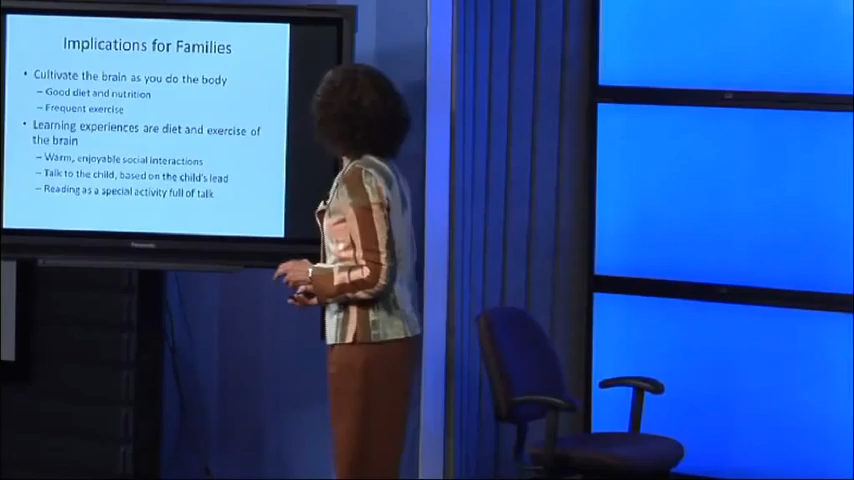 Implications for Families
• Cultivate the brain as you do the body
– Good diet and nutrition
– Frequent exercise
• Learning experiences are diet and exercise of
the brain
– Warm, enjoyable social interactions
– Talk to the child, based on the child's lead
– Reading as a special activity full of talk